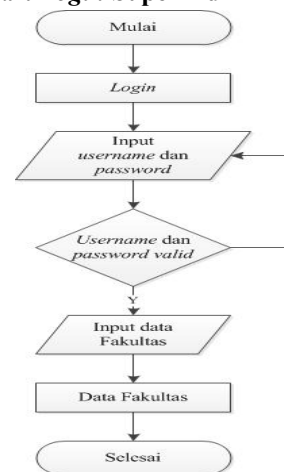 Mulai
Login
Input
username dan
password
Username dan
password valid
Y
Input data
Fakultas
Data Fakultas
Selesai